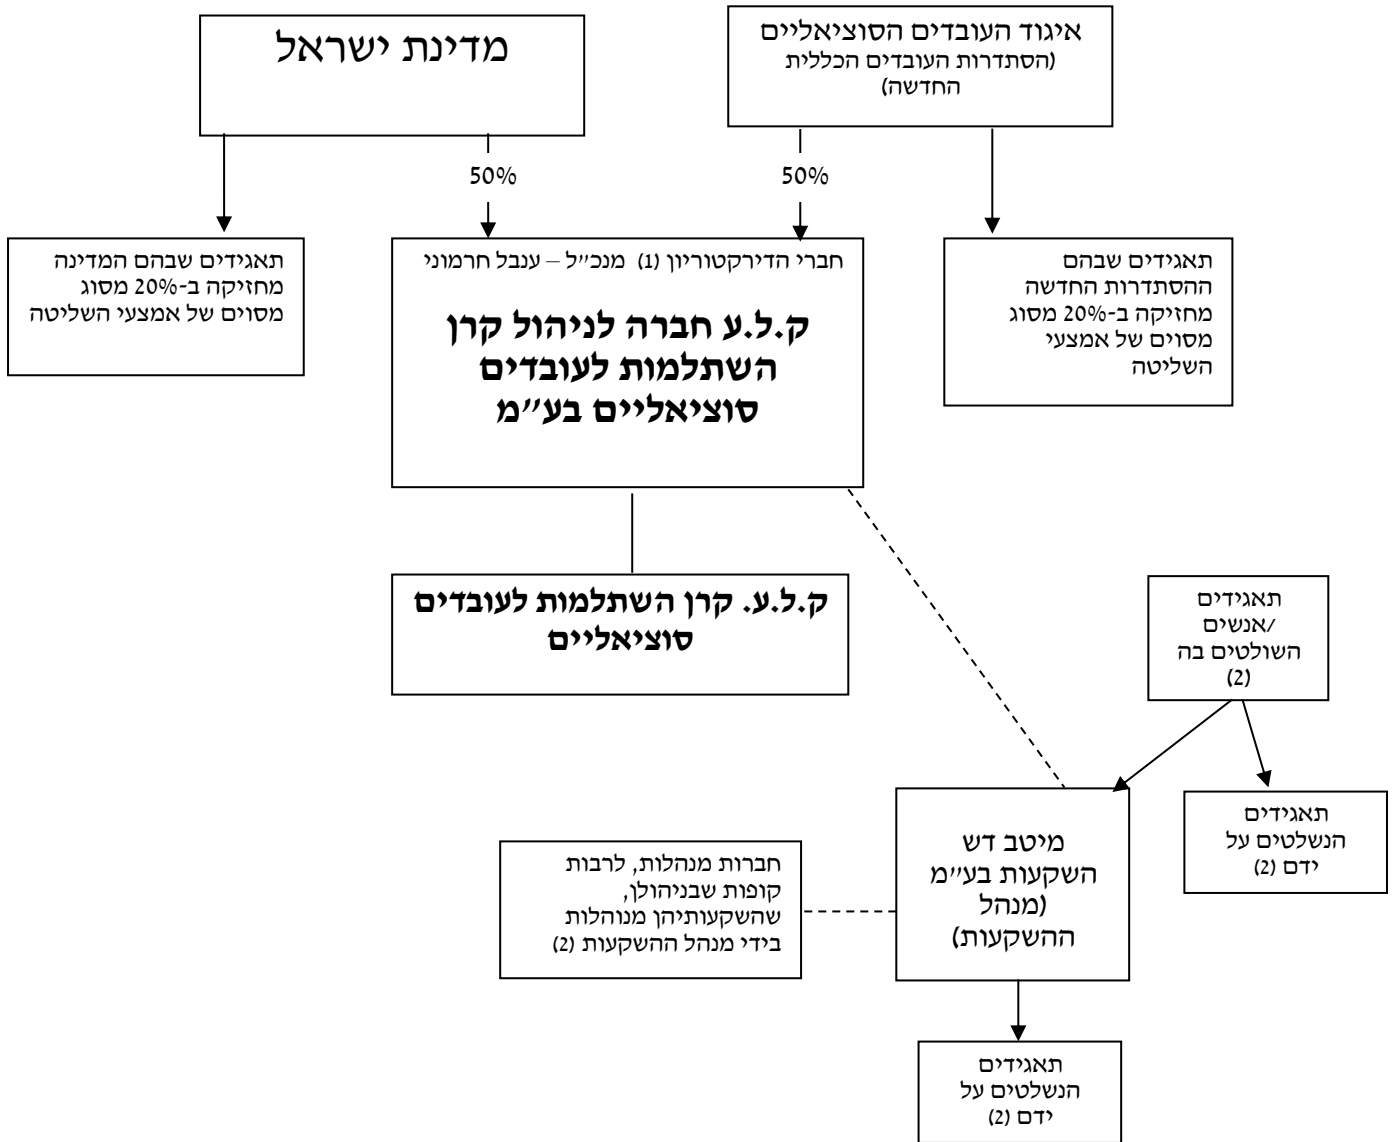 מדינת ישראל
איגוד העובדים הסוציאליים
(הסתדרות העובדים הכללית
החדשה)
50%
50%
תאגידים שבהם המדינה
מחזיקה ב-20% מסוג
מסוים של אמצעי השליטה
חברי הדירקטוריון (1) מנכ״ל – ענבל חרמוני
ק.ל.ע חברה לניהול קרן
השתלמות לעובדים
סוציאליים בע״מ
תאגידים שבהם
ההסתדרות החדשה
מחזיקה ב-20% מסוג
מסוים של אמצעי
השליטה
ק.ל.ע. קרן השתלמות לעובדים
סוציאליים
תאגידים
/אנשים
השולטים בה
(2)
מיטב דש
השקעות בע״מ
(מנהל
ההשקעות)
תאגידים
הנשלטים על
ידם (2)
חברות מנהלות, לרבות
קופות שבניהולן,
שהשקעותיהן מנוהלות
בידי מנהל ההשקעות (2)
תאגידים
הנשלטים על
ידם (2)